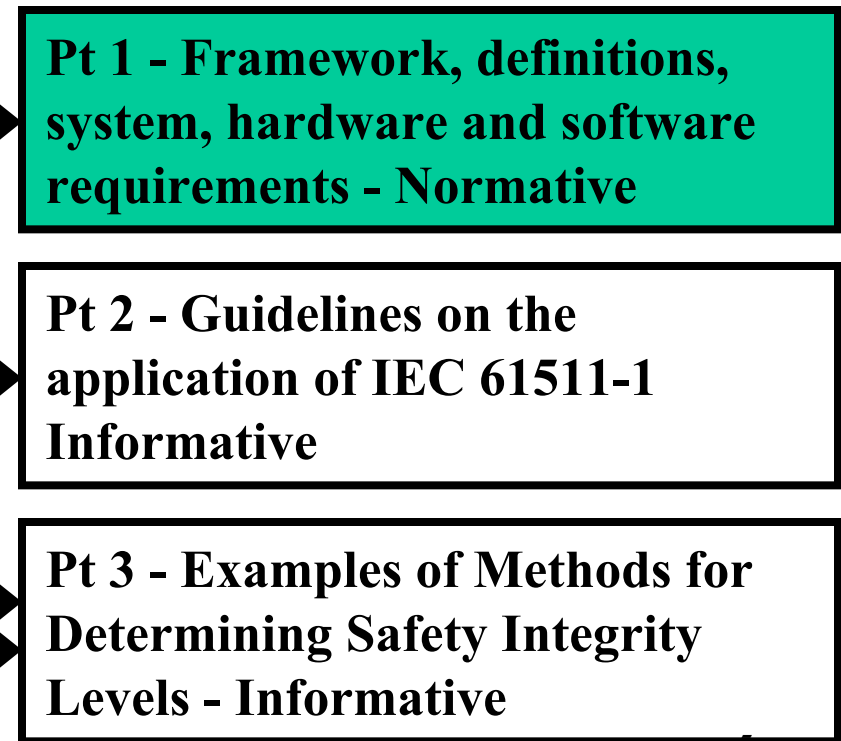 Pt 1 - Framework, definitions,
system, hardware and software
requirements - Normative
Pt 2 - Guidelines on the
application of IEC 61511-1
Informative
Pt 3 - Examples of Methods for
Determining Safety Integrity
Levels - Informative